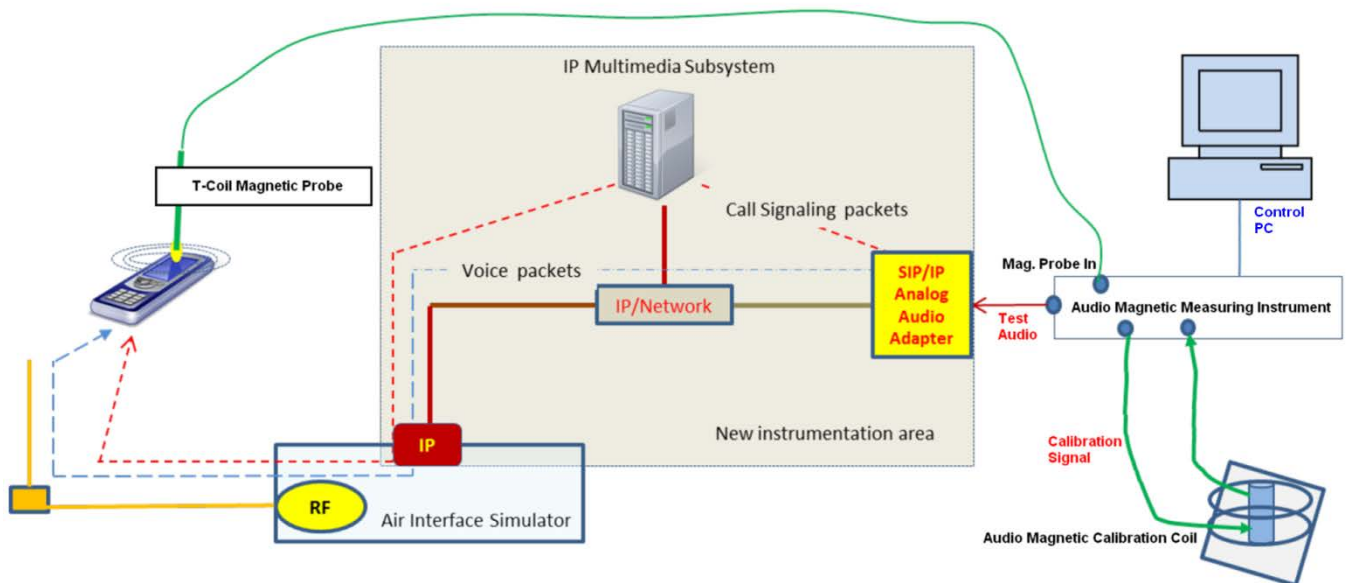 IP Multimedia Subsystem
T-Coil Magnetic Probe
Call Signaling packets
Control
PC
Voice packets
Mag. Probe In
SIP/IP
Analog
Audio
Adapter
IP/Network
Audio Magnetic Measuring Instrument
Test
Audio
IP
New instrumentation area
Calibration
Signal
RF
Air Interface Simulator
Audio Magnetic Calibration Coil